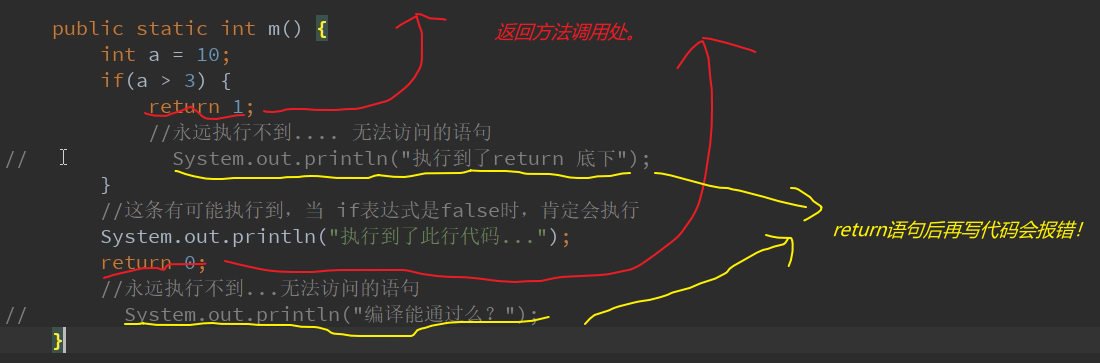 public static int m() {
返回方法调用处。
int a = 10;
if(a > 3) {
return 1;
//永远执行不到.... 无法访问的语句
// System.out.println("执行到了return 底下");
}
//这条有可能执行到，当 if表达式是false时，肯定会执行
System.out.println("执行到了此行代码...");
return语句后再写代码会报错！
return 0;
//永远执行不到...无法访问的语句
// System.out.println("编译能通过么？");
}